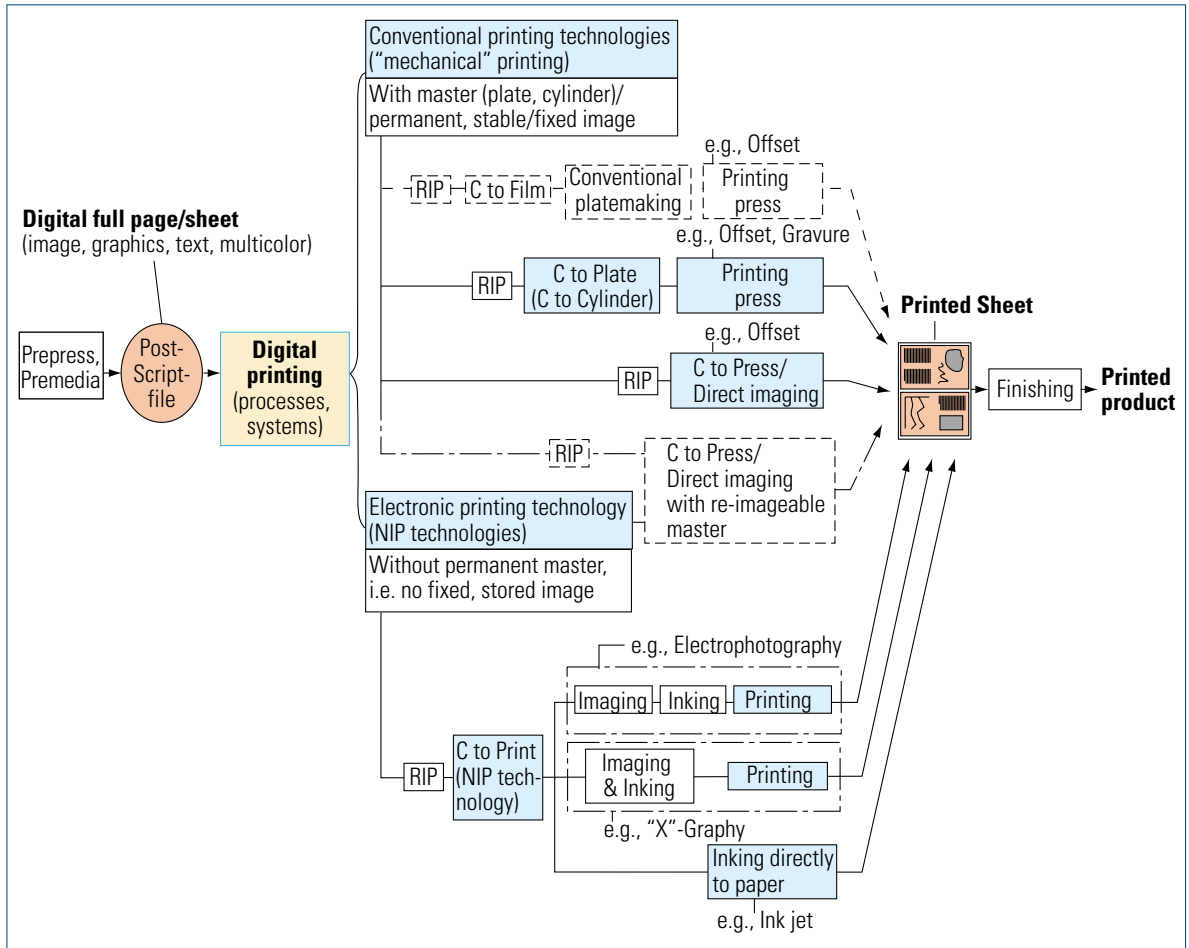 Conventional printing technologies
(“mechanical” printing)
With master (plate, cylinder)/
permanent, stable/fixed image
e.g., Offset
RIP
C to Film
Conventional
platemaking
Printing
press
Digital full page/sheet
(image, graphics, text, multicolor)
e.g., Offset, Gravure
RIP
C to Plate
(C to Cylinder)
Printing
press
Printed Sheet
Prepress,
Premedia
Post-
Script-
file
Digital
printing
(processes,
systems)
e.g., Offset
RIP
C to Press/
Direct imaging
Finishing
Printed
product
RIP
C to Press/
Direct imaging
with re-imageable
master
Electronic printing technology
(NIP technologies)
Without permanent master,
i.e. no fixed, stored image
e.g., Electrophotography
Imaging
Inking
Printing
RIP
C to Print
(NIP tech-
nology)
Imaging
& Inking
Printing
e.g., “X”-Graphy
Inking directly
to paper
e.g., Ink jet